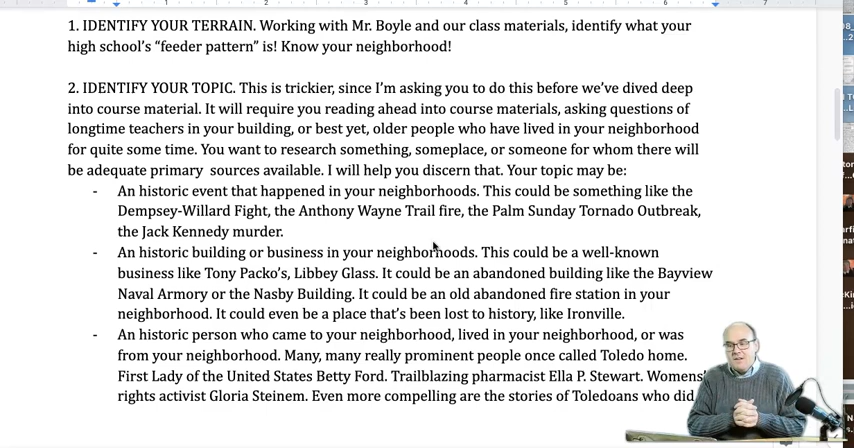 1. IDENTIFY YOUR TERRAIN. Working with Mr. Boyle and our class materials, identify what your
high school's “feeder pattern” is! Know your neighborhood!
2. IDENTIFY YOUR TOPIC. This is trickier, since I'm asking you to do this before we've dived deep
into course material. It will require you reading ahead into course materials, asking questions of
longtime teachers in your building, or best yet, older people who have lived in your neighborhood
for quite some time. You want to research something, someplace, or someone for whom there will
be adequate primary  sources available. I will help you discern that. Your topic may be:
- An historic event that happened in your neighborhoods. This could be something like the
Dempsey-Willard Fight, the Anthony Wayne Trail fire, the Palm Sunday Tornado Outbreak,
the Jack Kennedy murder.
- An historic building or business in your neighborhoods. This could be a well-known
business like Tony Packo's, Libbey Glass. It could be an abandoned building like the Bayview
Naval Armory or the Nasby Building. It could be an old abandoned fire station in your
neighborhood. It could even be a place that's been lost to history, like Ironville.
- An historic person who came to your neighborhood, lived in your neighborhood, or was
from your neighborhood. Many, many really prominent people once called Toledo home.
First Lady of the United States Betty Ford. Trailblazing pharmacist Ella P. Stewart. Womens'
rights activist Gloria Steinem. Even more compelling are the stories of Toledoans who did